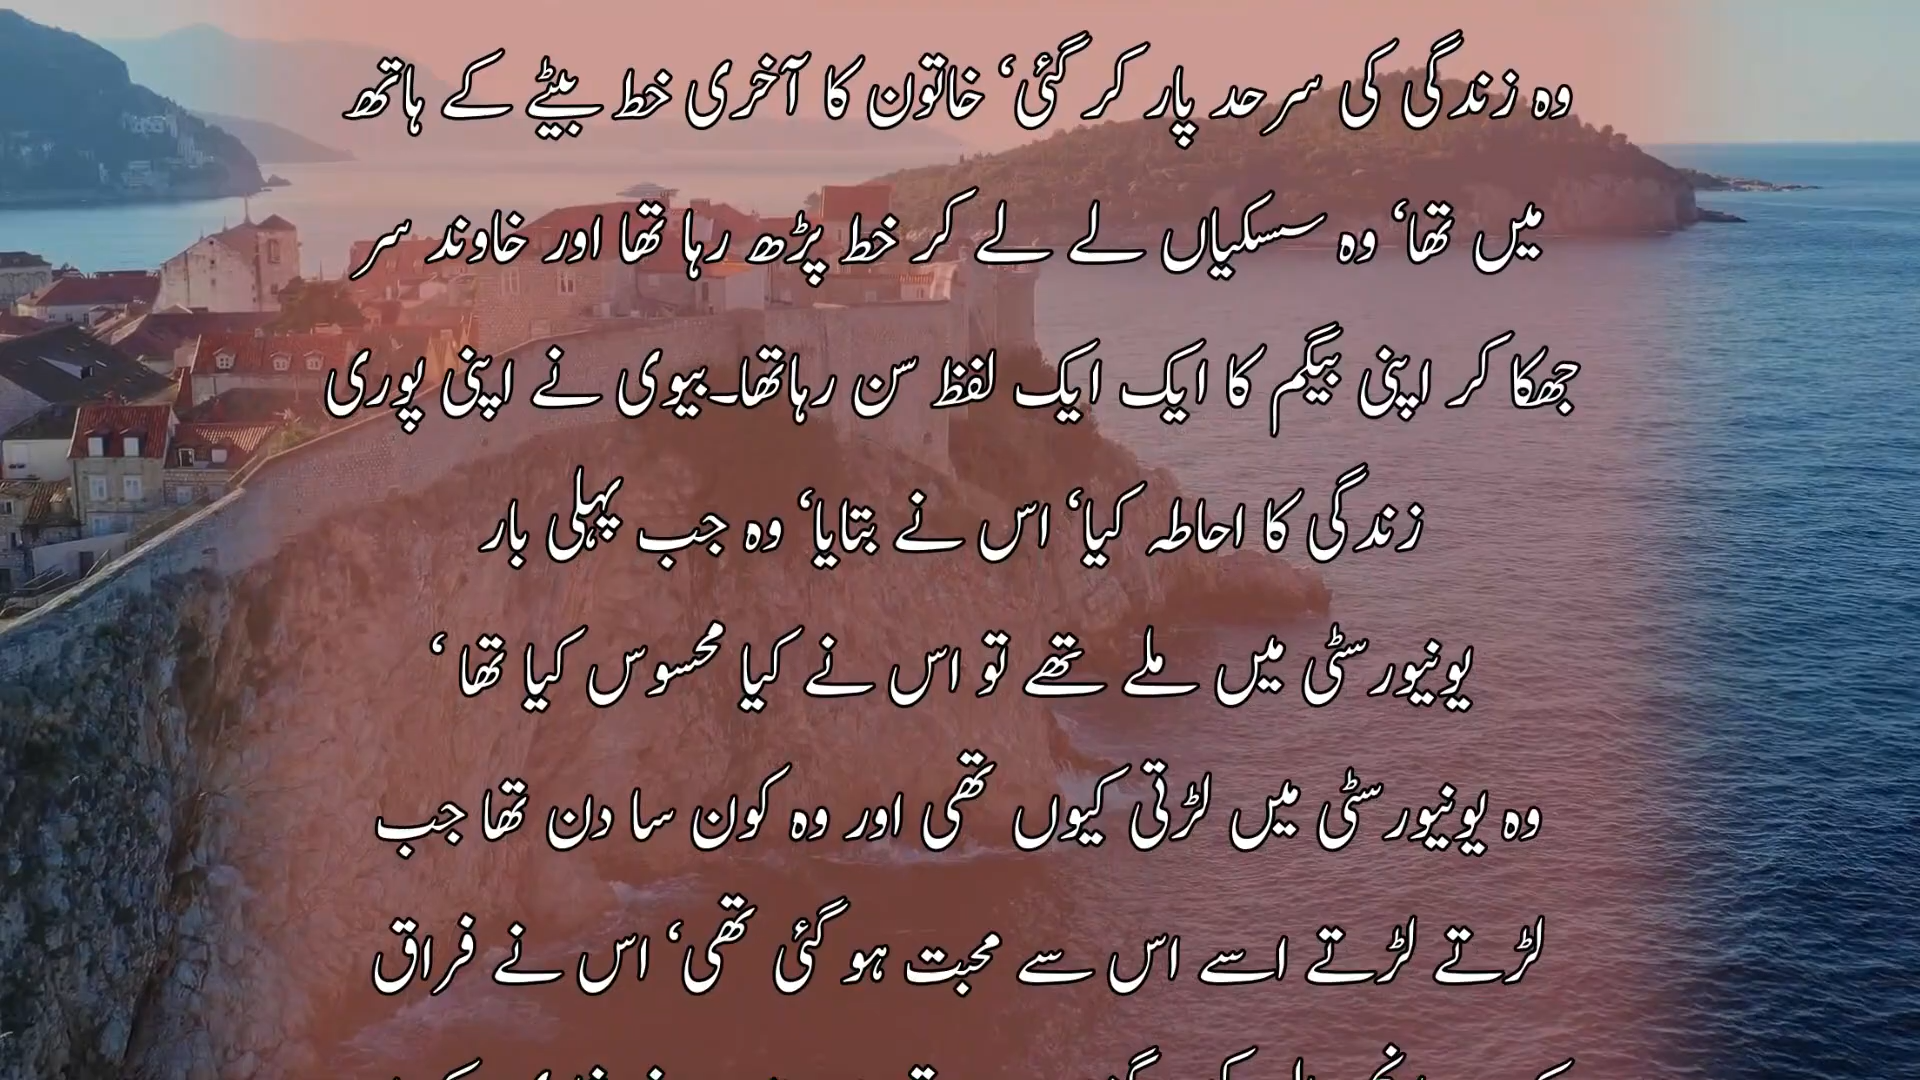 وہ زندگی کی سرحد پار کر گئی‘ خاتون کا آخری خط بیٹے کے ہاتھ
میں تھا‘ وہ سسکیاں لے لے کر خط پڑھ رہا تھا اور خاوند سر
جھکا کر اپنی بیگم کا ایک ایک لفظ سن رہاتھا۔بیوی نے اپنی پوری
زندگی کا احاطہ کیا‘ اس نے بتایا‘ وہ جب پہلی بار
یونیورسٹی میں ملے تھے تو اس نے کیا محسوس کیا تھا ‘
وہ یونیورسٹی میں لڑتی کیوں تھی اور وہ کون سا دن تھا جب
لڑتے لڑتے اسے اس سے محبت ہو گئی تھی‘ اس نے فراق